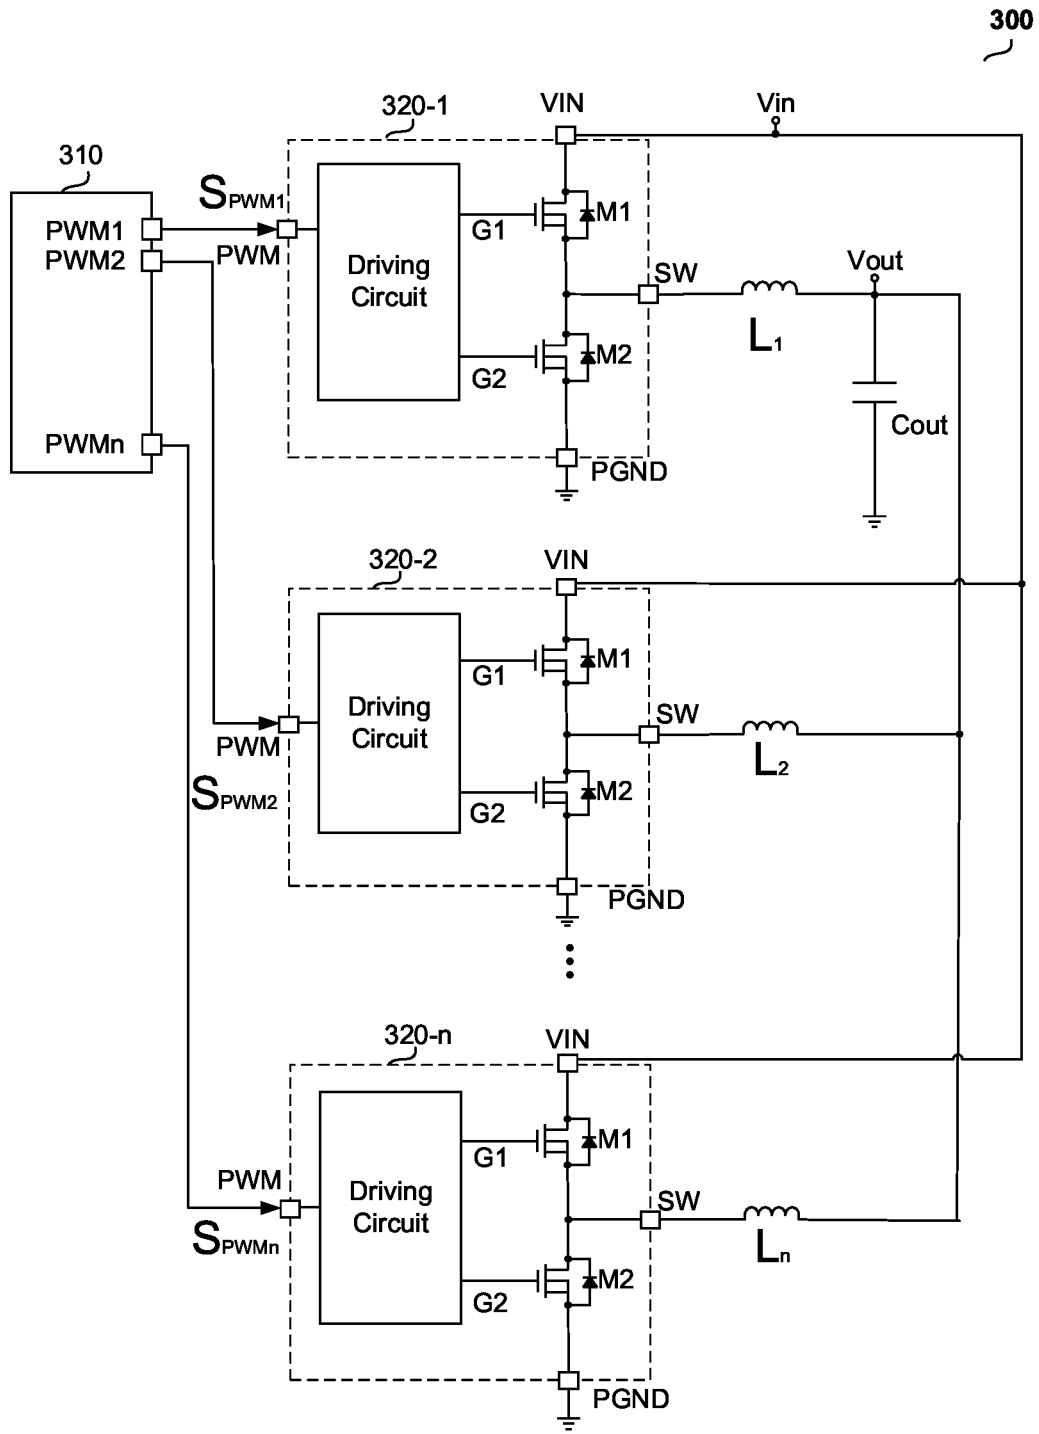 300
320-1
VIN
Vin
310
PWM1
PWM2
PWMn
SPWM1
PWM
Driving
Circuit
G1
M1
SW
L1
Vout
G2
M2
Cout
PGND
320-2
VIN
PWM
SPWM2
Driving
Circuit
G1
M1
SW
L2
G2
M2
PGND
320-n
VIN
PWM
SPWMn
Driving
Circuit
G1
M1
SW
Ln
G2
M2
PGND